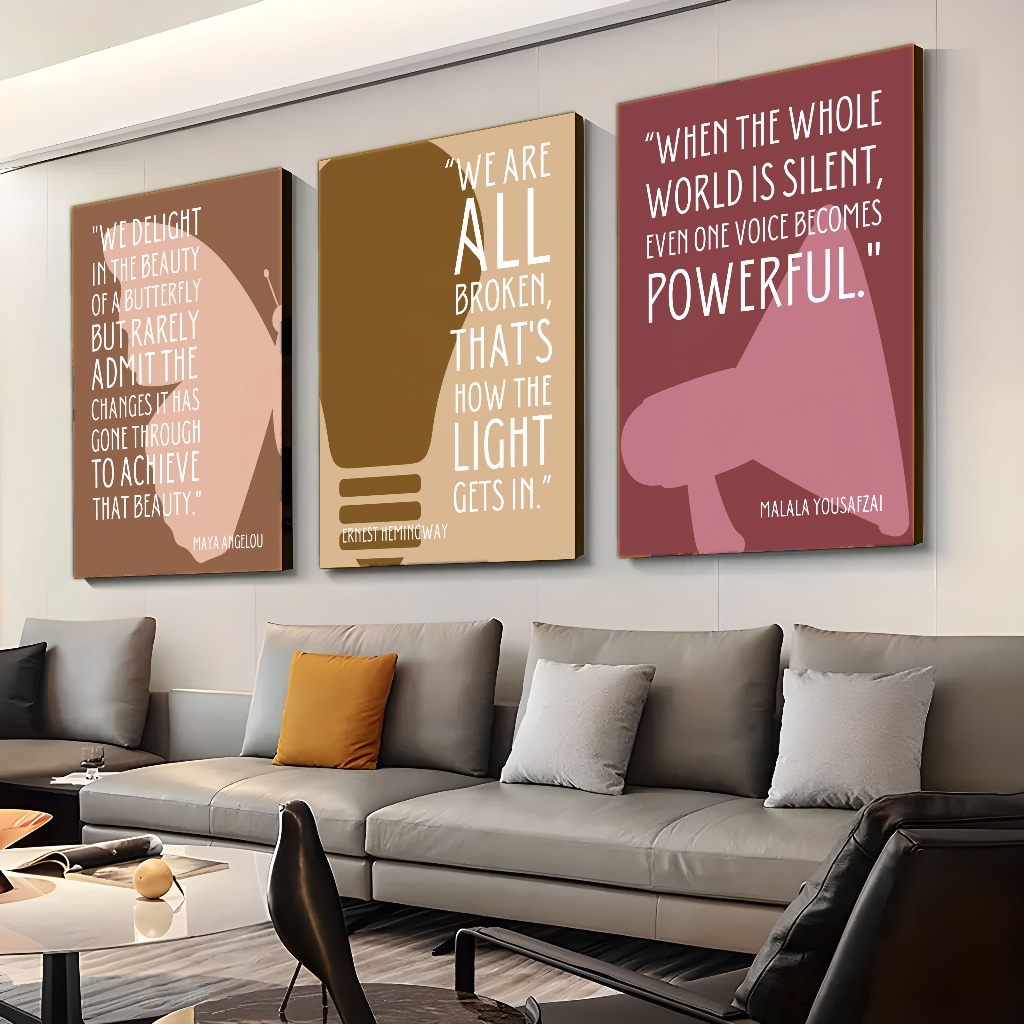 "WE DELIGHT
IN THE BEAUTY
OF A BUTTERFLY
BUT RARELY
ADMIT THE
CHANGES IT HAS
GONE THROUGH
TO ACHIEVE
THAT BEAUTY."
MAYA ANGELOU
“WE ARE
ALL
BROKEN,
THAT'S
HOW THE
LIGHT
GETS IN.”
ERNEST HEMINGWAY
“WHEN THE WHOLE
WORLD IS SILENT,
EVEN ONE VOICE BECOMES
POWERFUL."
MALALA YOUSAFZAI